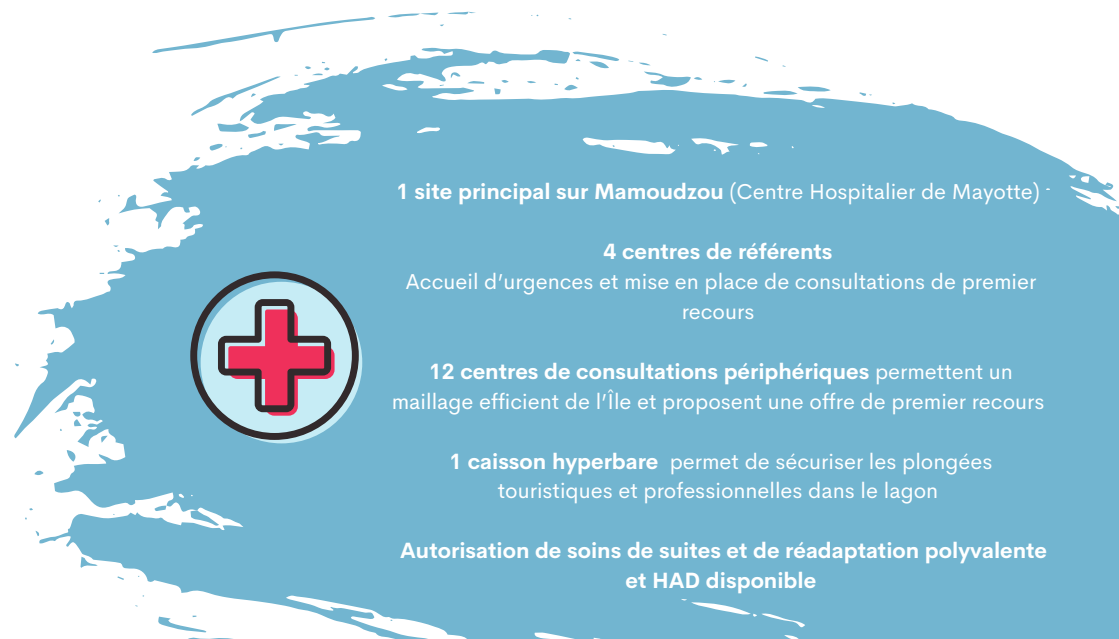 1 site principal sur Mamoudzou (Centre Hospitalier de Mayotte) -
4 centres de référents
Accueil d'urgences et mise en place de consultations de premier
recours
12 centres de consultations périphériques permettent un
maillage efficient de l'Île et proposent une offre de premier recours
1 caisson hyperbare permet de sécuriser les plongées
touristiques et professionnelles dans le lagon
Autorisation de soins de suites et de réadaptation polyvalente
et HAD disponible